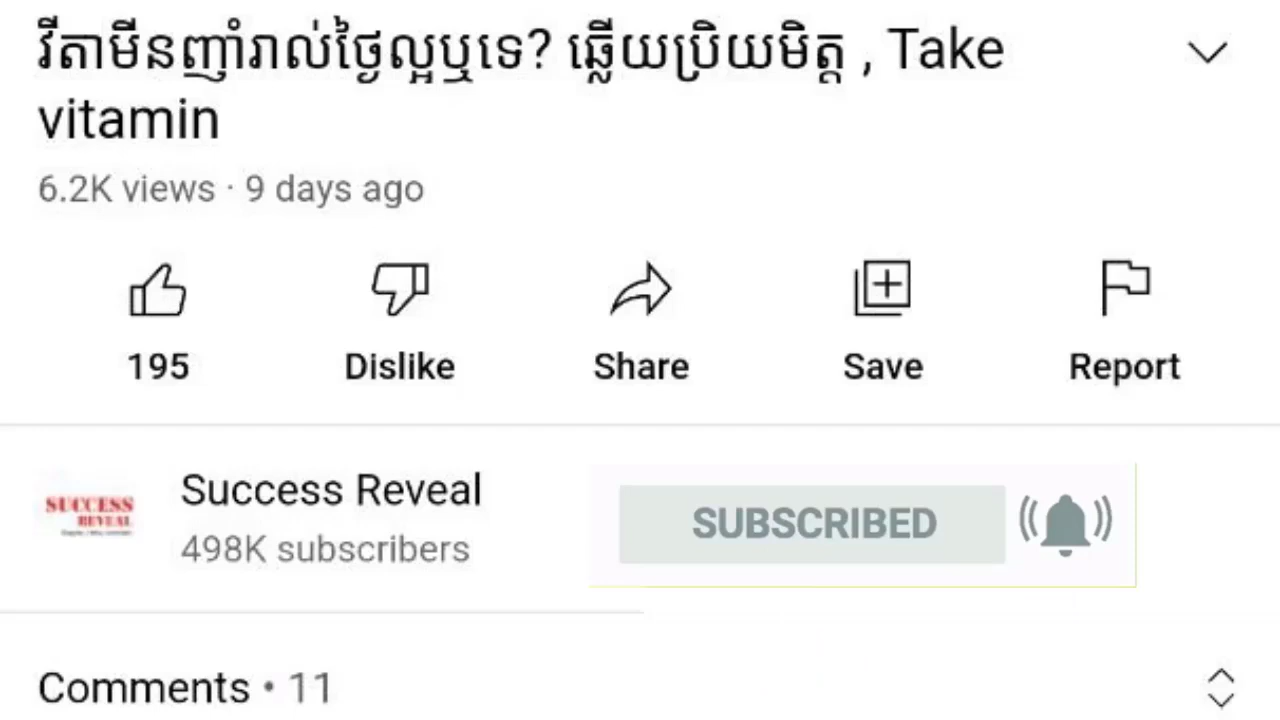 វីតាមីនញ៉ាំរាល់ថ្ងៃល្អឬទេ? ឆ្លើយប្រិយមិត្ត , Take
vitamin
6.2K views · 9 days ago
195
Dislike
Share
Save
Report
SUCCESS
REVEAL
Success Reveal
498K subscribers
SUBSCRIBED
Comments • 11